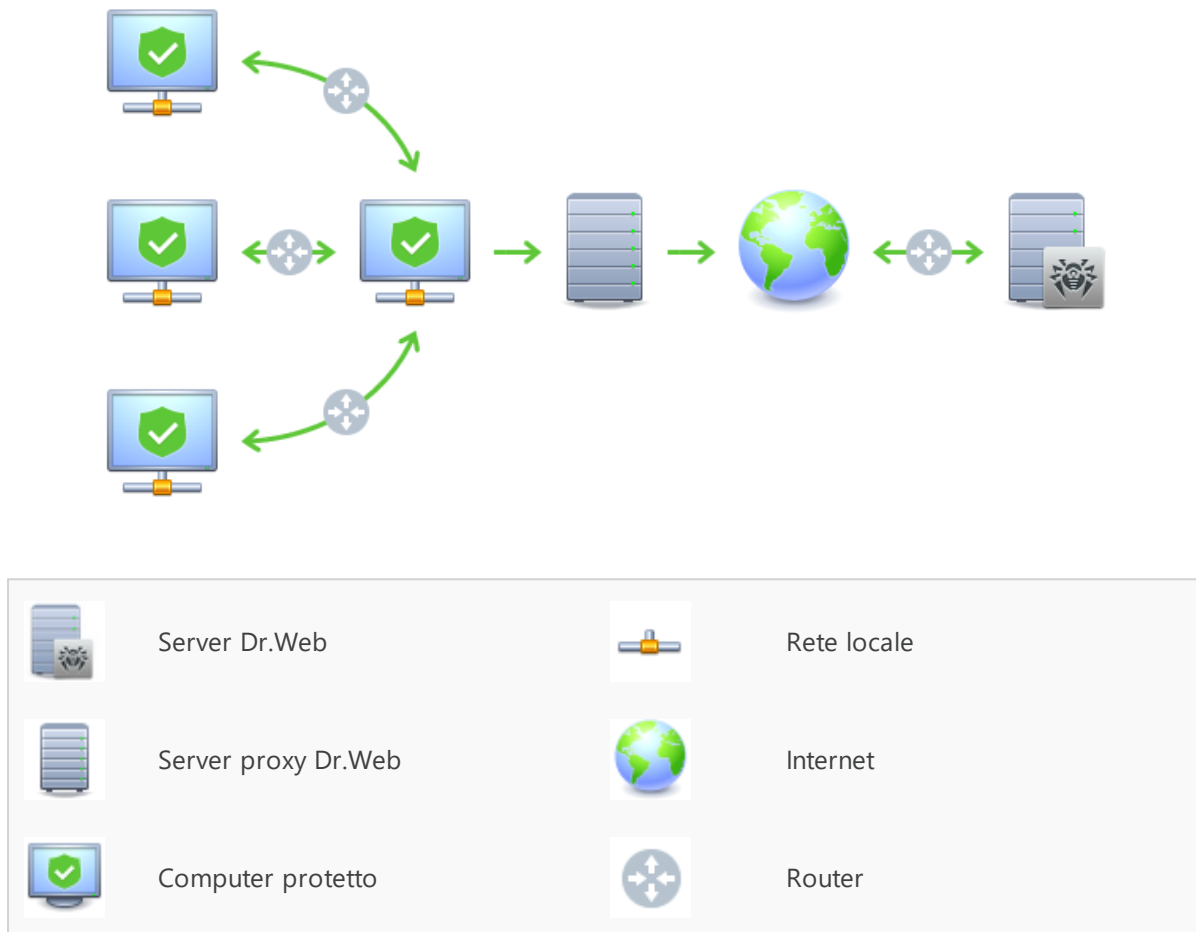 Server Dr.Web
Rete locale
Server proxy Dr.Web
Internet
Computer protetto
Router